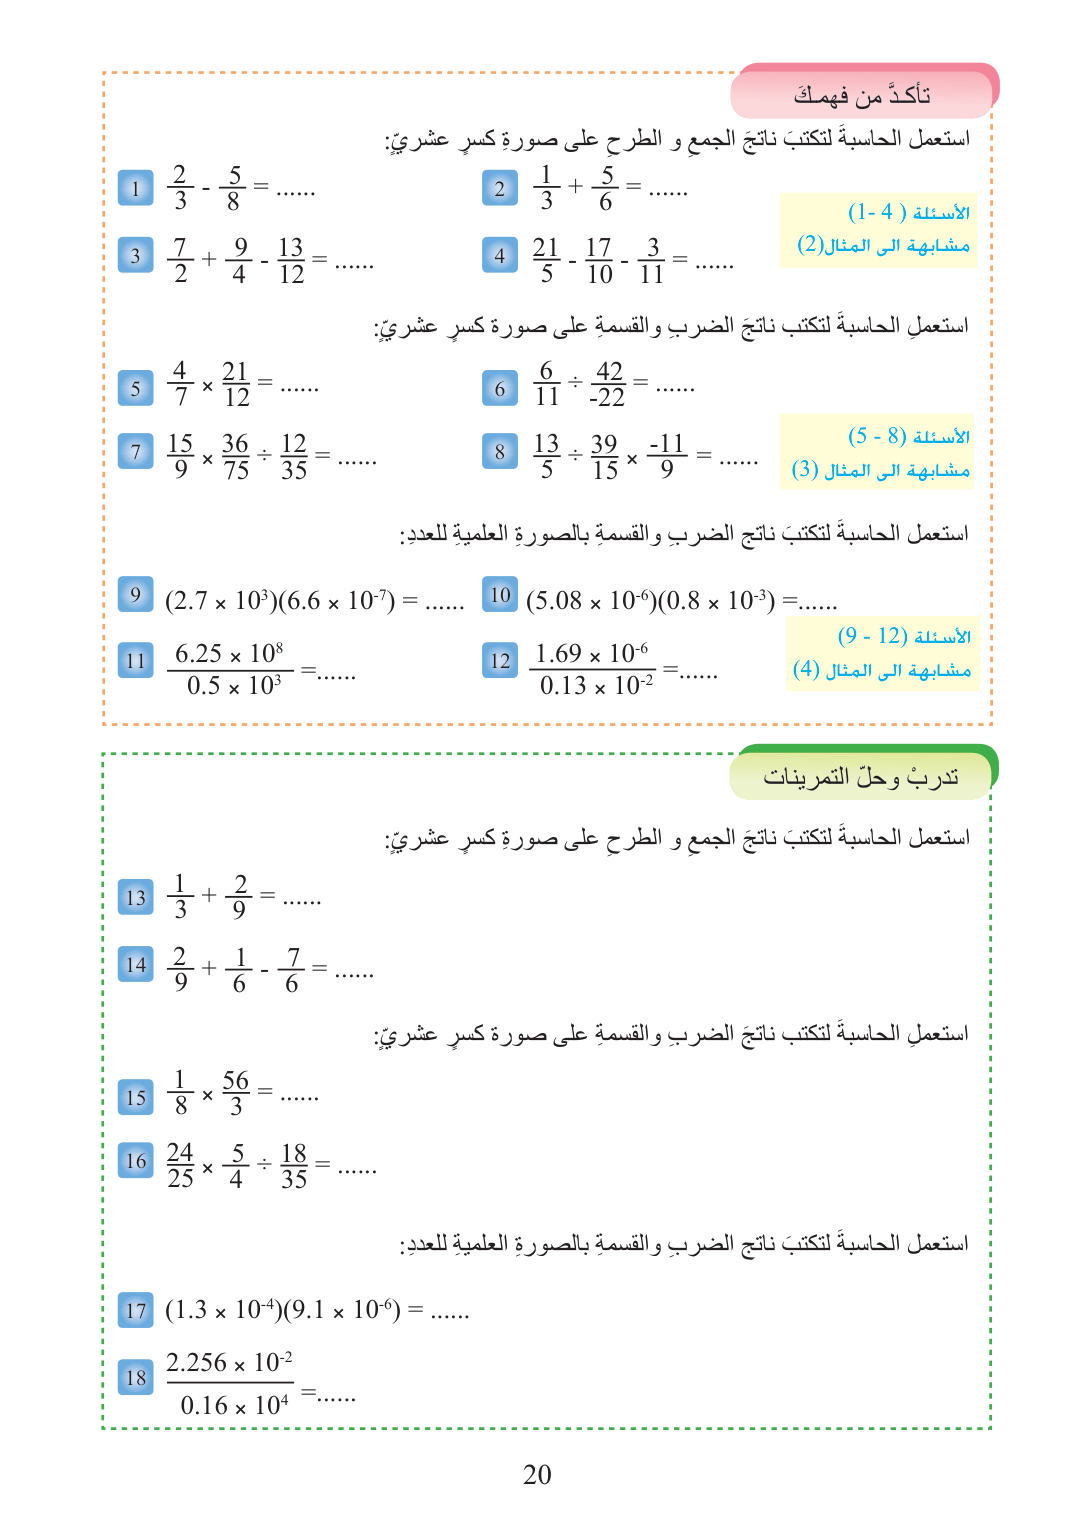 تأكـدَّ من فهمـكَ
استعمل الحاسبةَ لتكتبَ ناتجَ الجمعِ و الطرحِ على صورةِ كسرٍ عشريٍّ:
1 2/3 - 5/8 = ......
2 1/3 + 5/6 = ......
الأسئلة (1- 4 )
مشابهة الى المثال(2)
3 7/2 + 9/4 - 13/12 = ......
4 21/5 - 17/10 - 3/11 = ......
استعملِ الحاسبةَ لتكتب ناتجَ الضربِ والقسمةِ على صورة كسرٍ عشريٍّ:
5 4/7 × 21/12 = ......
6 6/11 ÷ 42/-22 = ......
7 15/9 × 36/75 ÷ 12/35 = ......
8 13/5 ÷ 39/15 × -11/9 = ......
الأسئلة (5 - 8)
مشابهة الى المثال (3)
استعمل الحاسبةَ لتكتبَ ناتج الضربِ والقسمةِ بالصورةِ العلميةِ للعددِ:
9 (2.7 × 10³)(6.6 × 10⁻⁷) = ......
10 (5.08 × 10⁻⁶)(0.8 × 10⁻³) =......
الأسئلة (9 - 12)
مشابهة الى المثال (4)
11 6.25 × 10⁸ / 0.5 × 10³ =......
12 1.69 × 10⁻⁶ / 0.13 × 10⁻² =......
تدربْ وحلّ التمرينات
استعمل الحاسبةَ لتكتبَ ناتجَ الجمعِ و الطرحِ على صورةِ كسرٍ عشريٍّ:
13 1/3 + 2/9 = ......
14 2/9 + 1/6 - 7/6 = ......
استعملِ الحاسبةَ لتكتب ناتجَ الضربِ والقسمةِ على صورة كسرٍ عشريٍّ:
15 1/8 × 56/3 = ......
16 24/25 × 5/4 ÷ 18/35 = ......
استعمل الحاسبةَ لتكتبَ ناتج الضربِ والقسمةِ بالصورةِ العلميةِ للعددِ:
17 (1.3 × 10⁻⁴)(9.1 × 10⁻⁶) = ......
18 2.256 × 10⁻² / 0.16 × 10⁴ =......
20